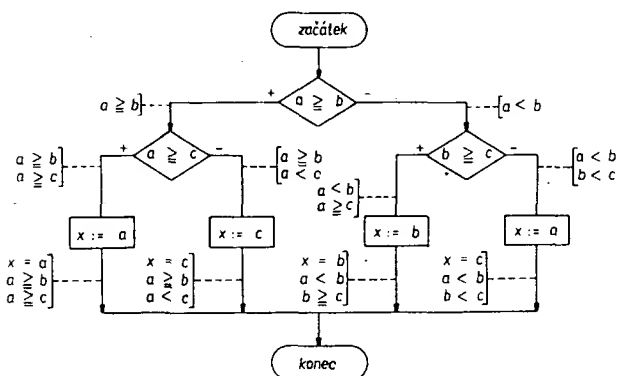 začátek
a ≧ b
+
-
a ≧ b
a < b
+
a ≧ c
-
+
b ≧ c
-
a ≧ b
a ≧ c
a ≧ b
a < c
a < b
a ≧ c
a < b
b < c
x := a
x := c
x := b
x := a
x = a
a ≧ b
a ≧ c
x = c
a ≧ b
a < c
x = b
a < b
b ≧ c
x = c
a < b
b < c
konec